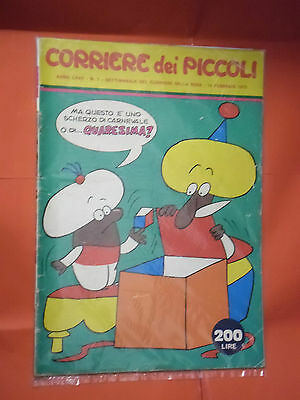 CORRIERE dei PICCOLI
MA QUESTO E' UNO
SCHERZO DI CARNEVALE
O DI... QUARESIMA?
200
LIRE